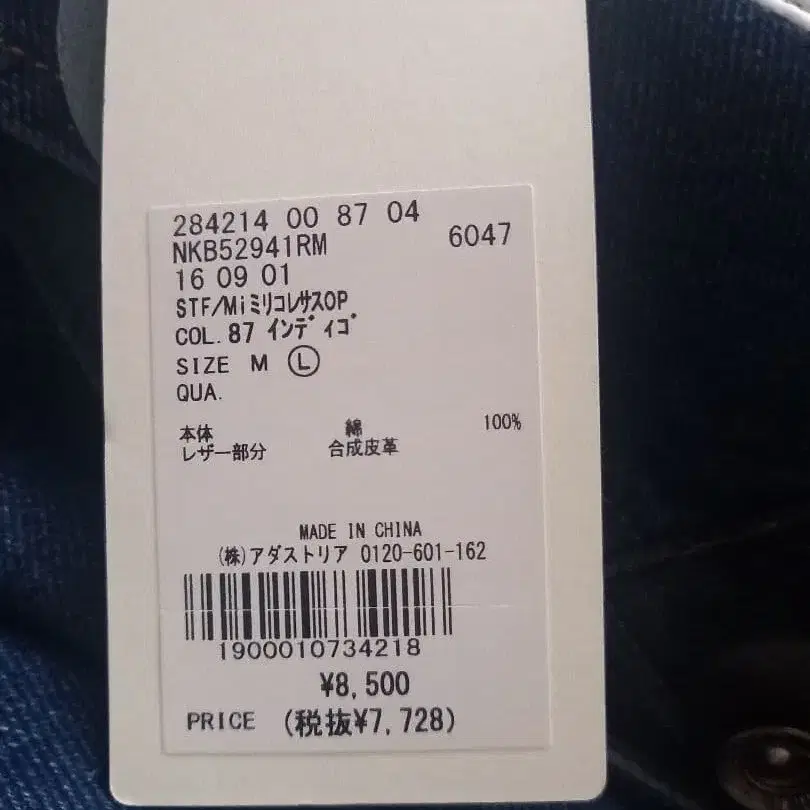 284214 00 87 04
NKB52941RM 6047
16 09 01
STF/MiミリコレサスOP
COL.87 インディゴ
SIZE M Ⓛ
QUA.
本体 綿 100%
レザー部分 合成皮革
MADE IN CHINA
(株)アダストリア 0120-601-162
1900010734218
¥8,500
PRICE (税抜¥7,728)